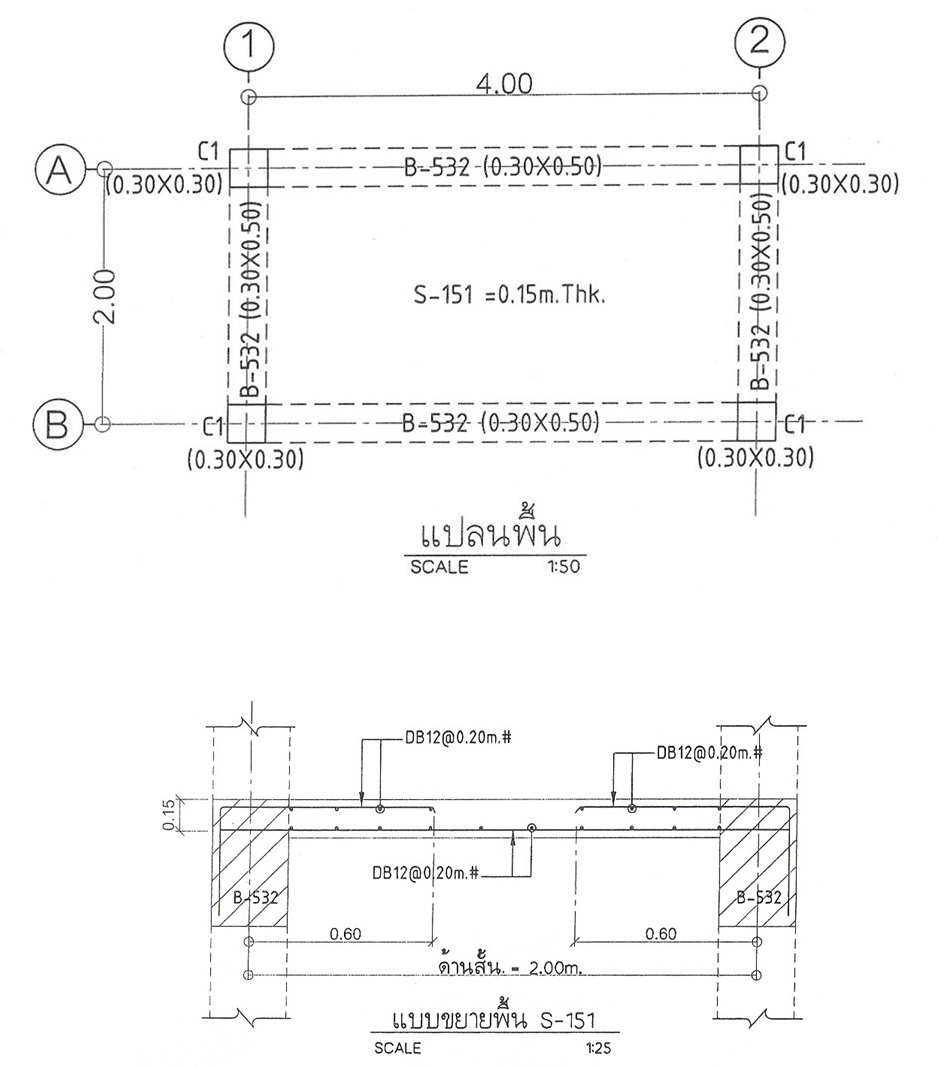 1
2
4.00
C1
B-532 (0.30X0.50)
C1
A
(0.30X0.30)
(0.30X0.30)
2.00
B-532 (0.30X0.50)
S-151 =0.15m.Thk.
B-532 (0.30X0.50)
B
C1
B-532 (0.30X0.50)
C1
(0.30X0.30)
(0.30X0.30)
แปลนพื้น
SCALE 1:50
DB12@0.20m.#
DB12@0.20m.#
0.15
DB12@0.20m.#
B-532
B-532
0.60
0.60
ด้านสั้น. = 2.00m.
แบบขยายพื้น S-151
SCALE 1:25